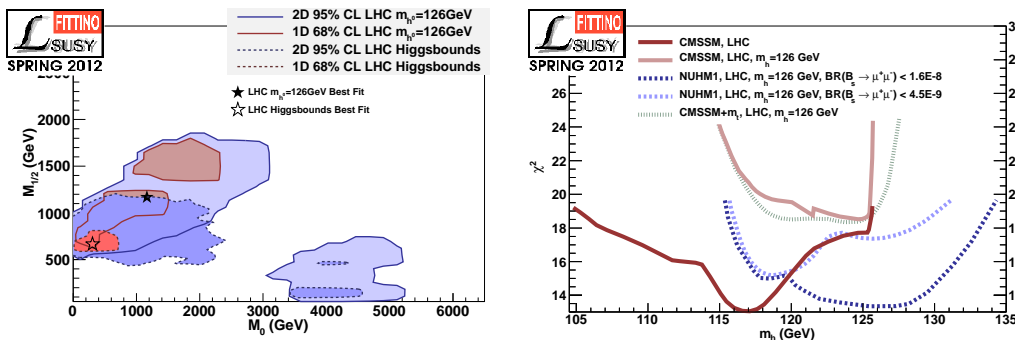 FITTINO
SUSY
SPRING 2012
2D 95% CL LHC m_h⁰=126GeV
1D 68% CL LHC m_h⁰=126GeV
2D 95% CL LHC Higgsbounds
1D 68% CL LHC Higgsbounds
LHC m_h⁰=126GeV Best Fit
LHC Higgsbounds Best Fit
M_1/2 (GeV)
2500
2000
1500
1000
500
0 1000 2000 3000 4000 5000 6000
M_0 (GeV)
FITTINO
SUSY
SPRING 2012
CMSSM, LHC
CMSSM, LHC, m_h=126 GeV
NUHM1, LHC, m_h=126 GeV, BR(B_s → μ⁺μ⁻) < 1.6E-8
NUHM1, LHC, m_h=126 GeV, BR(B_s → μ⁺μ⁻) < 4.5E-9
CMSSM+m_t, LHC, m_h=126 GeV
χ²
26
24
22
20
18
16
14
105 110 115 120 125 130 135
m_h (GeV)